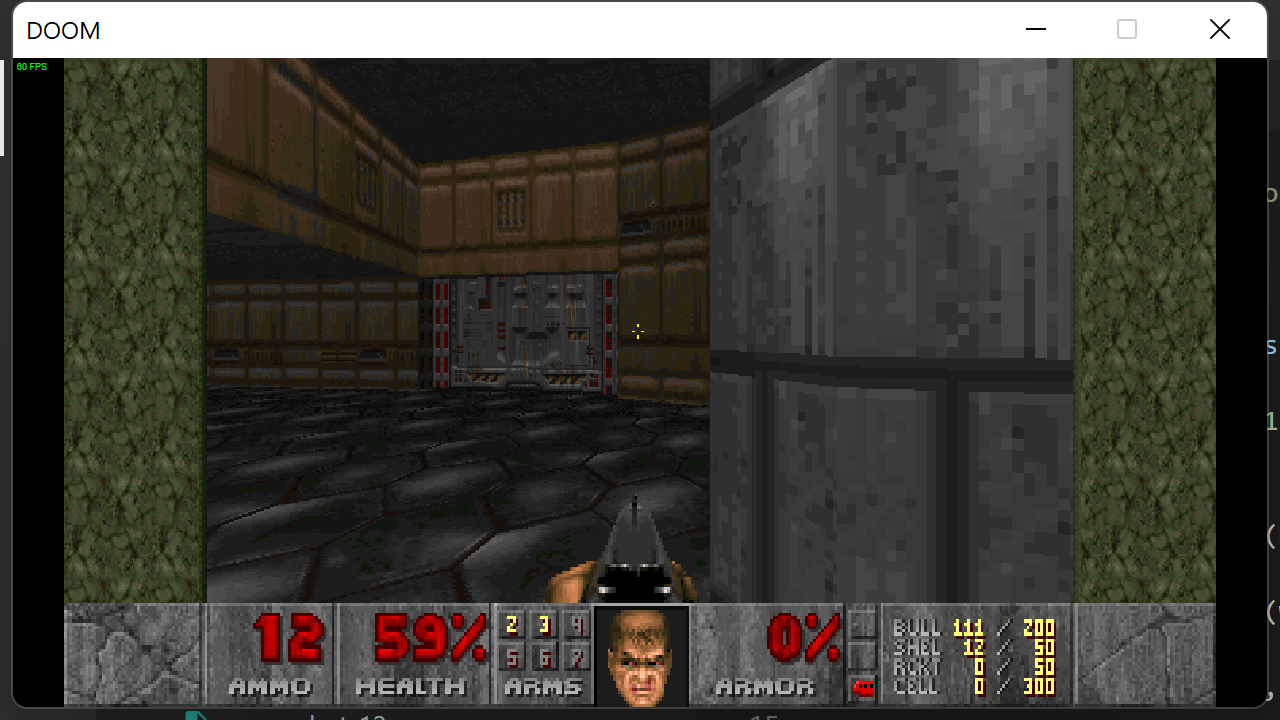 DOOM
60 FPS
12
AMMO
59%
HEALTH
2 3 4
5 6 7
ARMS
0%
ARMOR
BULL 111 / 200
SHEL 12 / 50
RCKT 0 / 50
CELL 0 / 300